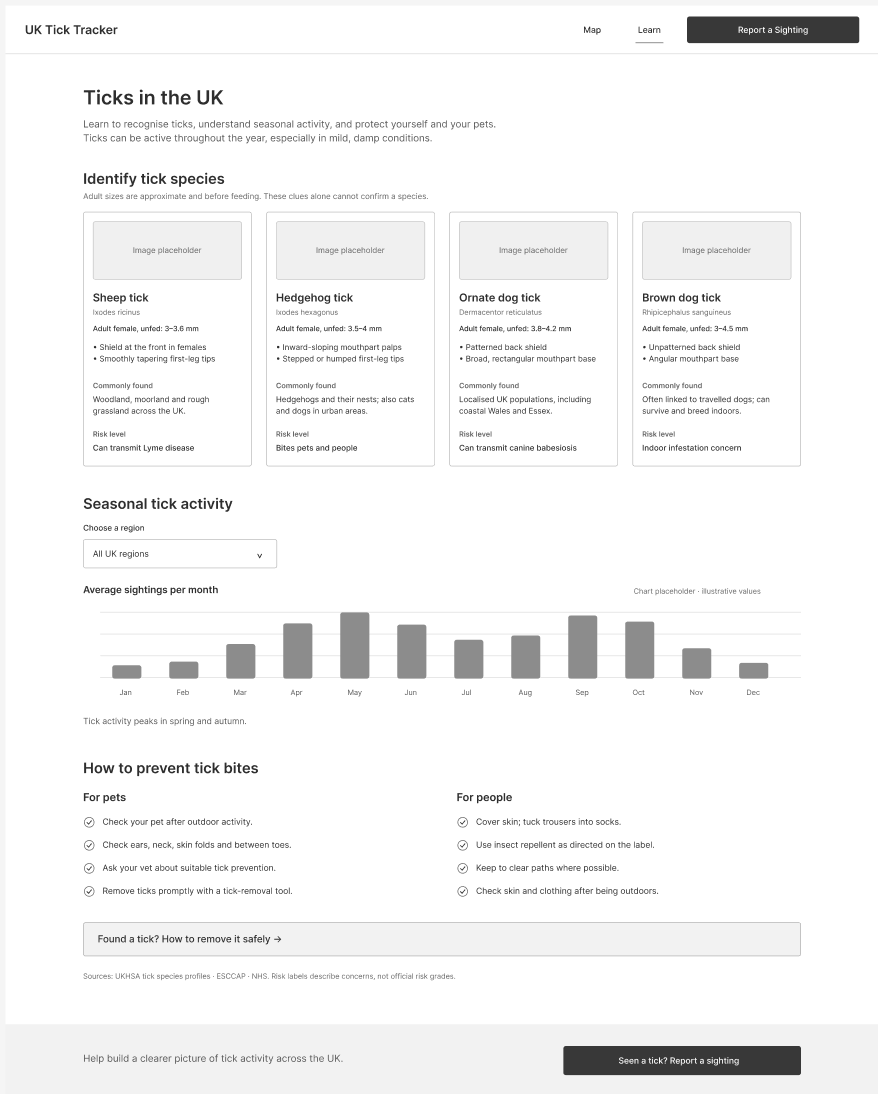 UK Tick Tracker
Map
Learn
Report a Sighting
Ticks in the UK
Learn to recognise ticks, understand seasonal activity, and protect yourself and your pets.
Ticks can be active throughout the year, especially in mild, damp conditions.
Identify tick species
Adult sizes are approximate and before feeding. These clues alone cannot confirm a species.
Image placeholder
Sheep tick
Ixodes ricinus
Adult female, unfed: 3–3.6 mm
• Shield at the front in females
• Smoothly tapering first-leg tips
Commonly found
Woodland, moorland and rough
grassland across the UK.
Risk level
Can transmit Lyme disease
Image placeholder
Hedgehog tick
Ixodes hexagonus
Adult female, unfed: 3.5–4 mm
• Inward-sloping mouthpart palps
• Stepped or humped first-leg tips
Commonly found
Hedgehogs and their nests; also cats
and dogs in urban areas.
Risk level
Bites pets and people
Image placeholder
Ornate dog tick
Dermacentor reticulatus
Adult female, unfed: 3.8–4.2 mm
• Patterned back shield
• Broad, rectangular mouthpart base
Commonly found
Localised UK populations, including
coastal Wales and Essex.
Risk level
Can transmit canine babesiosis
Image placeholder
Brown dog tick
Rhipicephalus sanguineus
Adult female, unfed: 3–4.5 mm
• Unpatterned back shield
• Angular mouthpart base
Commonly found
Often linked to travelled dogs; can
survive and breed indoors.
Risk level
Indoor infestation concern
Seasonal tick activity
Choose a region
All UK regions
Average sightings per month
Chart placeholder · illustrative values
Jan Feb Mar Apr May Jun Jul Aug Sep Oct Nov Dec
Tick activity peaks in spring and autumn.
How to prevent tick bites
For pets
Check your pet after outdoor activity.
Check ears, neck, skin folds and between toes.
Ask your vet about suitable tick prevention.
Remove ticks promptly with a tick-removal tool.
For people
Cover skin; tuck trousers into socks.
Use insect repellent as directed on the label.
Keep to clear paths where possible.
Check skin and clothing after being outdoors.
Found a tick? How to remove it safely →
Sources: UKHSA tick species profiles · ESCCAP · NHS. Risk labels describe concerns, not official risk grades.
Help build a clearer picture of tick activity across the UK.
Seen a tick? Report a sighting